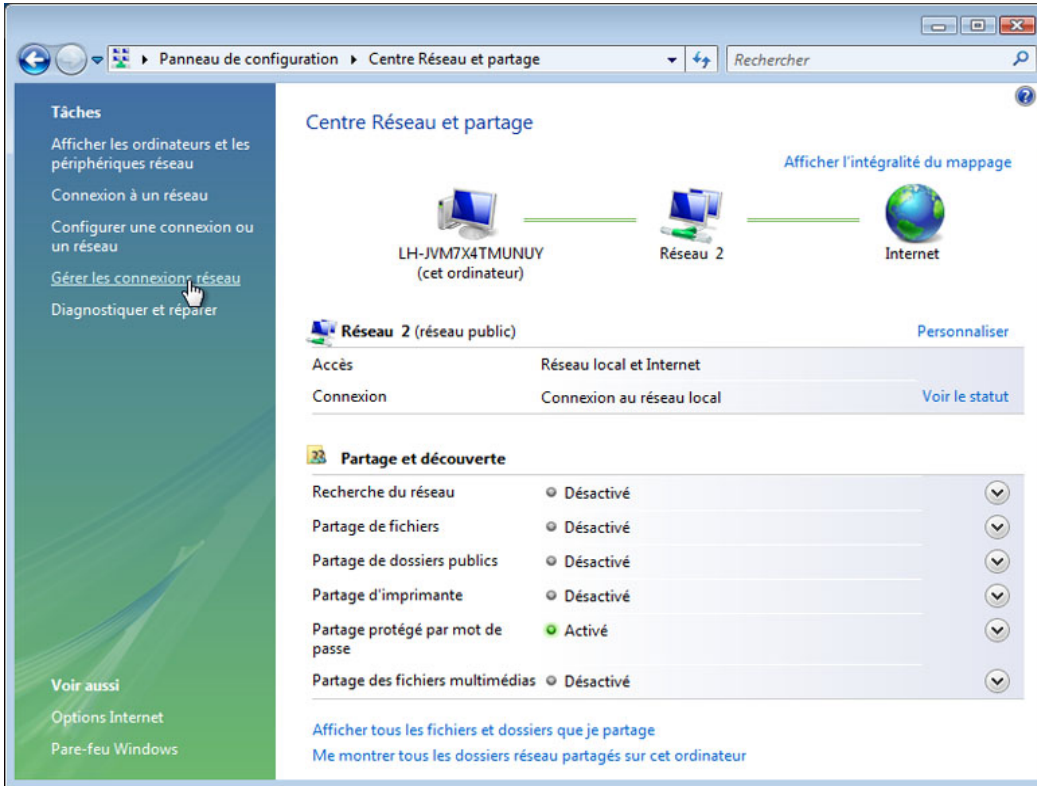 Panneau de configuration ▸ Centre Réseau et partage
Rechercher
Tâches
Afficher les ordinateurs et les
périphériques réseau
Connexion à un réseau
Configurer une connexion ou
un réseau
Gérer les connexions réseau
Diagnostiquer et réparer
Voir aussi
Options Internet
Pare-feu Windows
Centre Réseau et partage
Afficher l'intégralité du mappage
LH-JVM7X4TMUNUY
(cet ordinateur)
Réseau 2
Internet
Réseau 2 (réseau public)
Personnaliser
Accès
Réseau local et Internet
Connexion
Connexion au réseau local
Voir le statut
Partage et découverte
Recherche du réseau
Désactivé
Partage de fichiers
Désactivé
Partage de dossiers publics
Désactivé
Partage d'imprimante
Désactivé
Partage protégé par mot de
passe
Activé
Partage des fichiers multimédias
Désactivé
Afficher tous les fichiers et dossiers que je partage
Me montrer tous les dossiers réseau partagés sur cet ordinateur